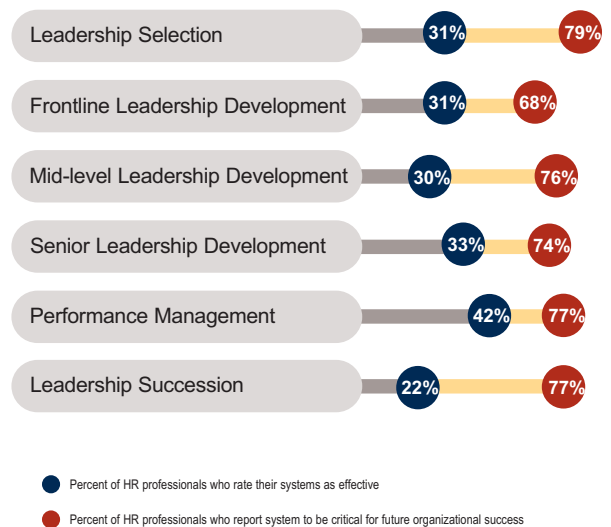 Leadership Selection 31% 79%
Frontline Leadership Development 31% 68%
Mid-level Leadership Development 30% 76%
Senior Leadership Development 33% 74%
Performance Management 42% 77%
Leadership Succession 22% 77%
Percent of HR professionals who rate their systems as effective
Percent of HR professionals who report system to be critical for future organizational success